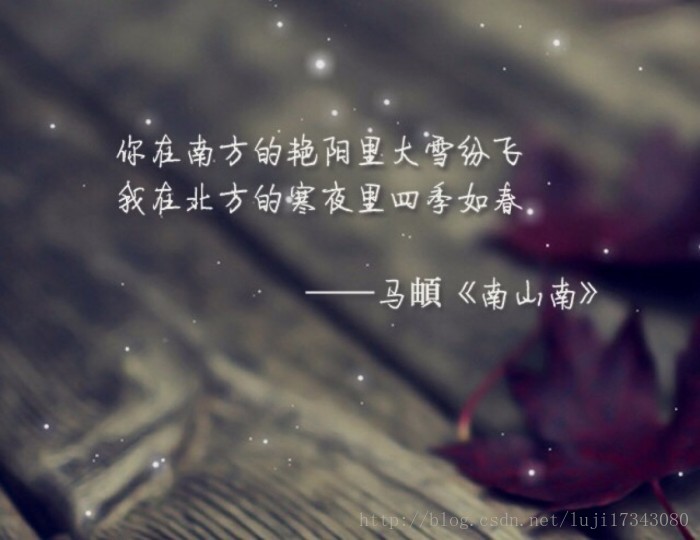 你在南方的艳阳里大雪纷飞
我在北方的寒夜里四季如春
——马頔《南山南》
http://blog.csdn.net/luji17343080